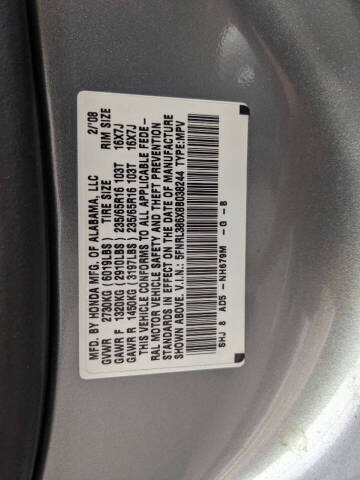 MFD. BY HONDA MFG. OF ALABAMA, LLC 2/'08
GVWR 2730KG (6019LBS) TIRE SIZE RIM SIZE
GAWR F 1320KG (2910LBS) 235/65R16 103T 16X7J
GAWR R 1450KG (3197LBS) 235/65R16 103T 16X7J
THIS VEHICLE CONFORMS TO ALL APPLICABLE FEDE-
RAL MOTOR VEHICLE SAFETY AND THEFT PREVENTION
STANDARDS IN EFFECT ON THE DATE OF MANUFACTURE
SHOWN ABOVE. V.I.N.: 5FNRL386X8B038244 TYPE:MPV
SHJ 8 AD5 - NH679M - G - B